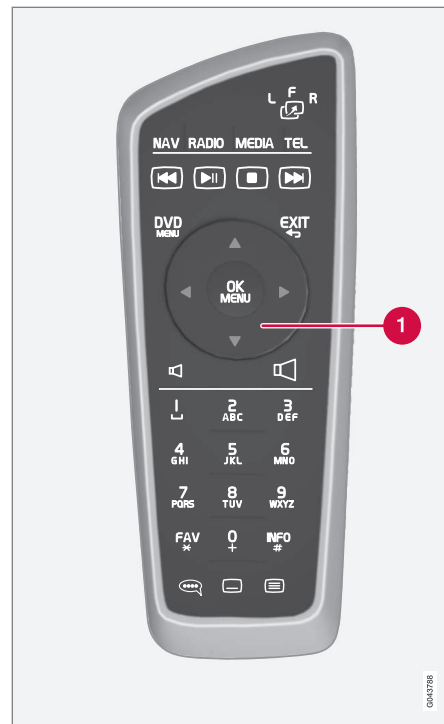 L F R
NAV RADIO MEDIA TEL
DVD EXIT
MENU
OK
MENU
1
1 2 3
ABC DEF
4 5 6
GHI JKL MNO
7 8 9
PQRS TUV WXYZ
FAV 0 INFO
* + #
G043788